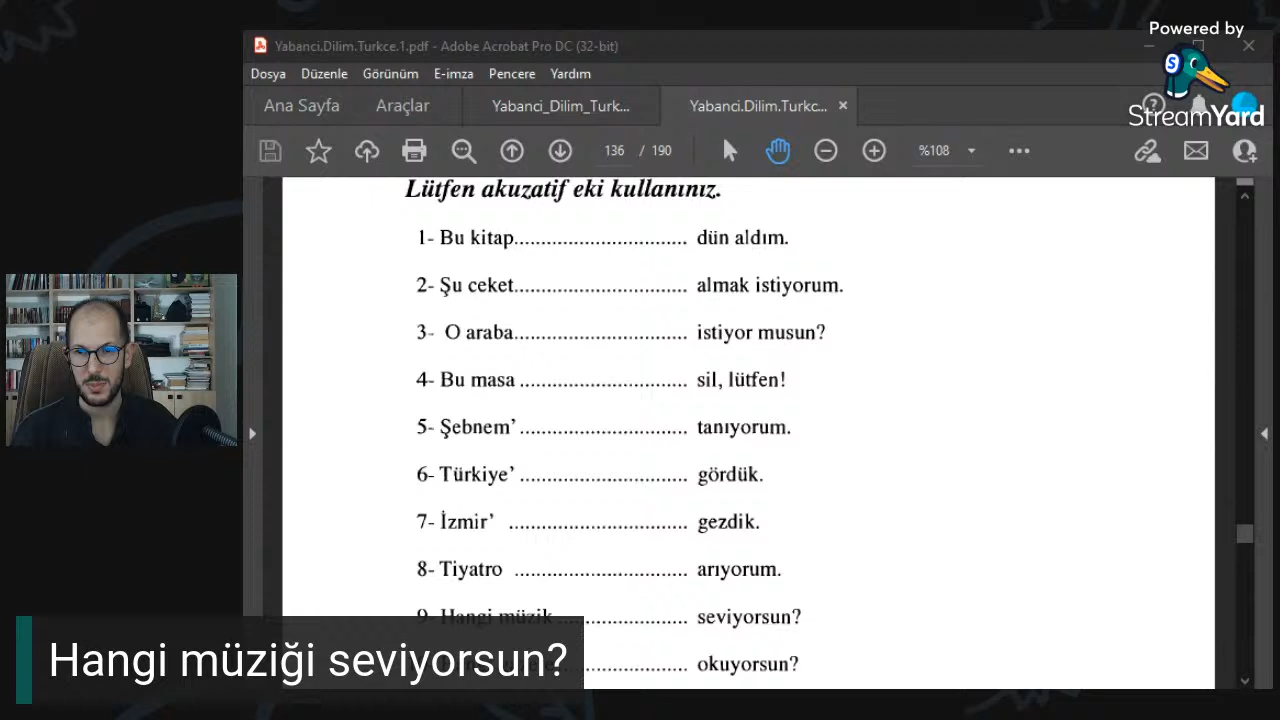 Powered by
StreamYard
Yabanci.Dilim.Turkce.1.pdf - Adobe Acrobat Pro DC (32-bit)
Dosya Düzenle Görünüm E-imza Pencere Yardım
Ana Sayfa Araçlar Yabanci_Dilim_Turk... Yabanci.Dilim.Turkc...
136 / 190 %108
Lütfen akuzatif eki kullanınız.
1- Bu kitap................................ dün aldım.
2- Şu ceket................................ almak istiyorum.
3- O araba................................ istiyor musun?
4- Bu masa ............................... sil, lütfen!
5- Şebnem’ ............................... tanıyorum.
6- Türkiye’ ............................... gördük.
7- İzmir’ ................................. gezdik.
8- Tiyatro ................................ arıyorum.
9- Hangi müzik ......................... seviyorsun?
Hangi müziği seviyorsun?
....................... okuyorsun?